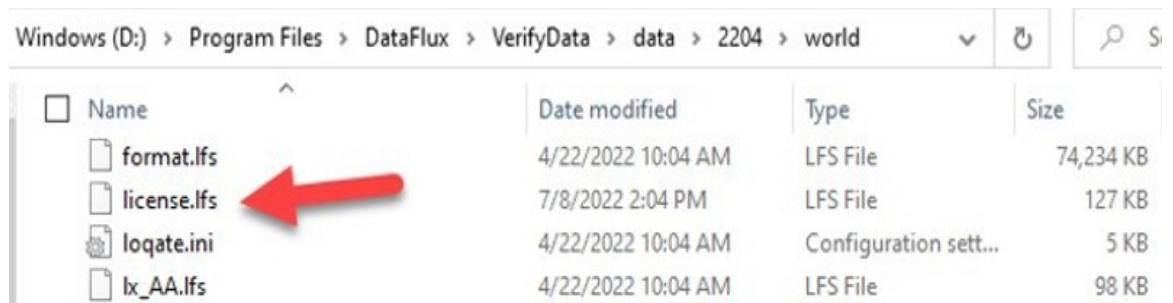 Windows (D:) > Program Files > DataFlux > VerifyData > data > 2204 > world
Name Date modified Type Size
format.lfs 4/22/2022 10:04 AM LFS File 74,234 KB
license.lfs 7/8/2022 2:04 PM LFS File 127 KB
loqate.ini 4/22/2022 10:04 AM Configuration sett... 5 KB
lx_AA.lfs 4/22/2022 10:04 AM LFS File 98 KB